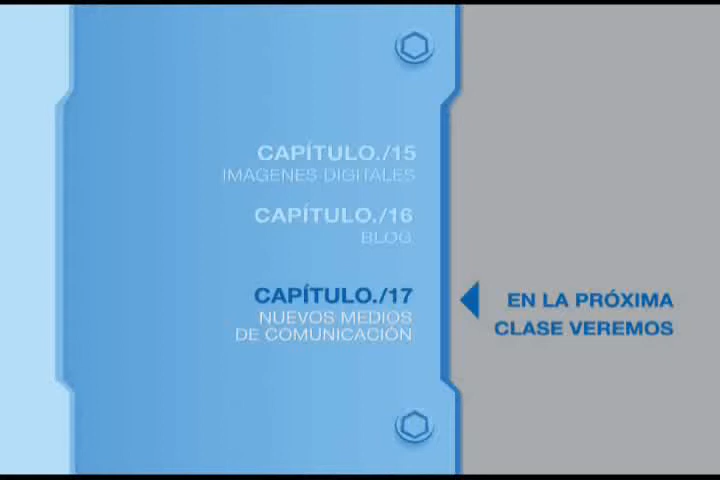 CAPÍTULO./15
IMAGENES DIGITALES
CAPÍTULO./16
BLOG
CAPÍTULO./17
NUEVOS MEDIOS
DE COMUNICACIÓN
EN LA PRÓXIMA
CLASE VEREMOS